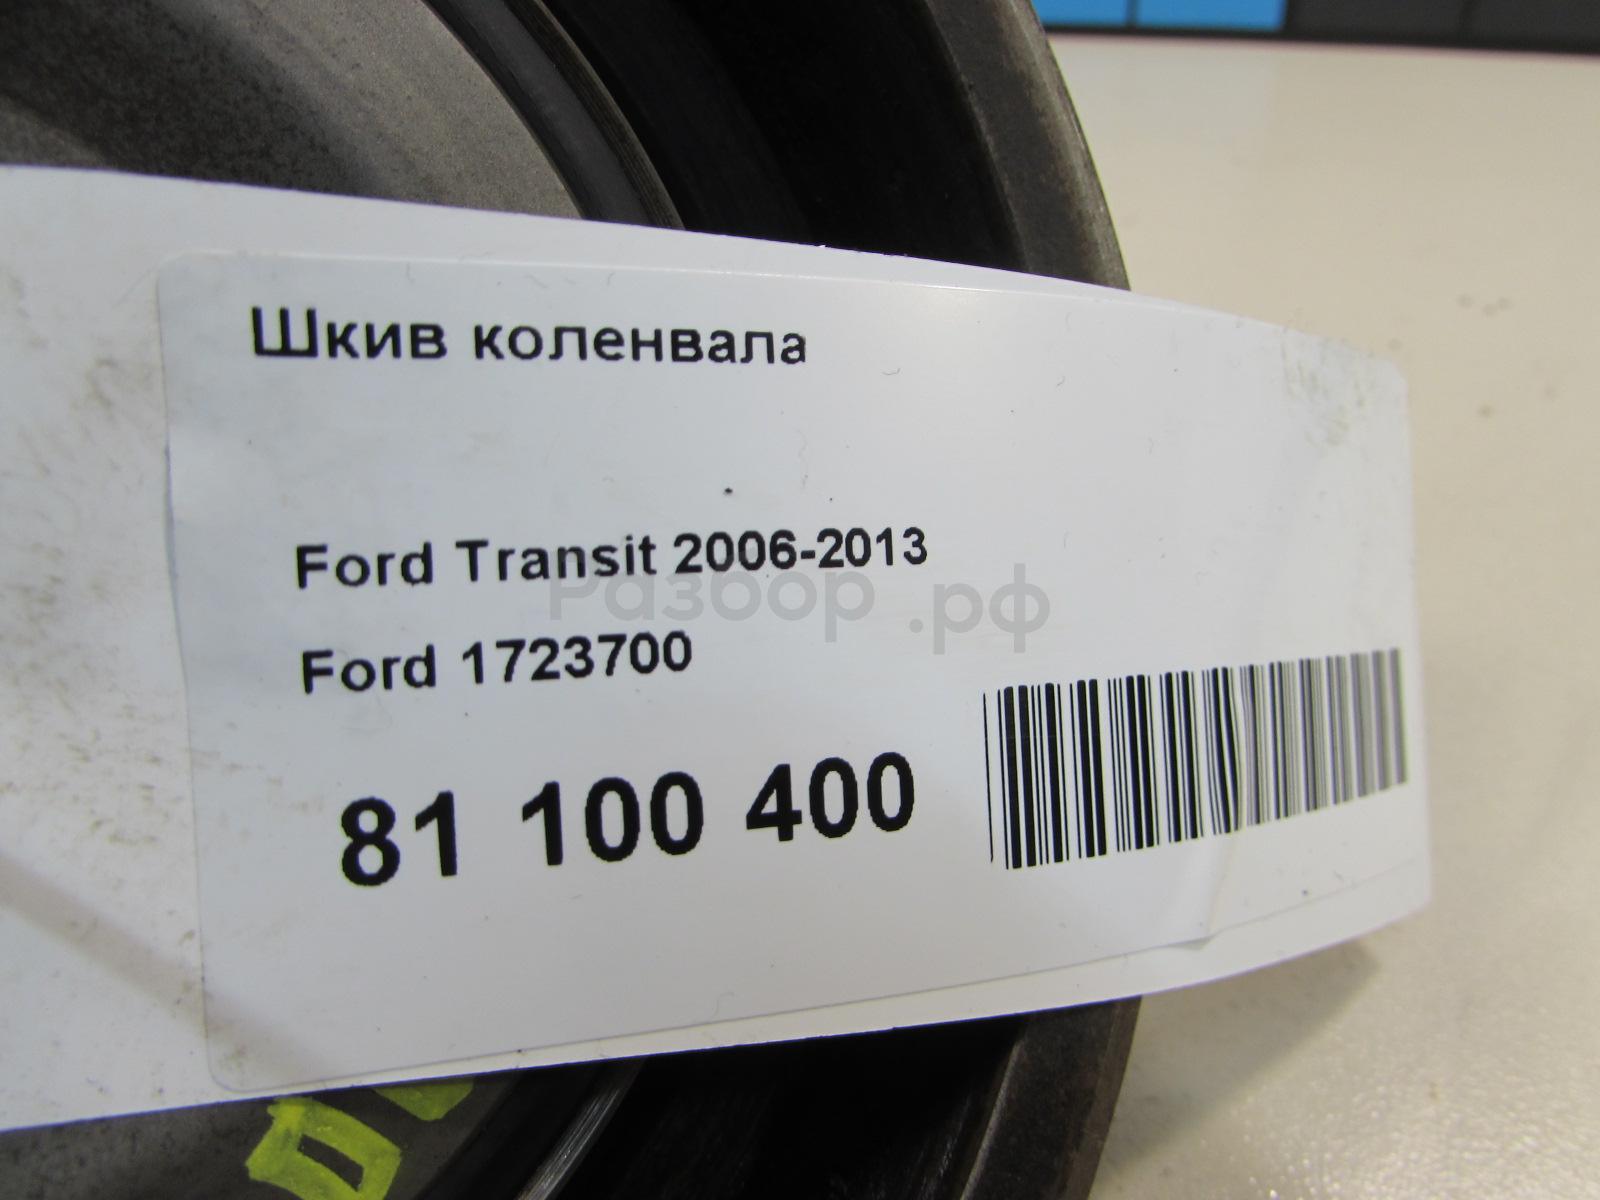 Шкив коленвала
Ford Transit 2006-2013
Разбор.рф
Ford 1723700
81 100 400